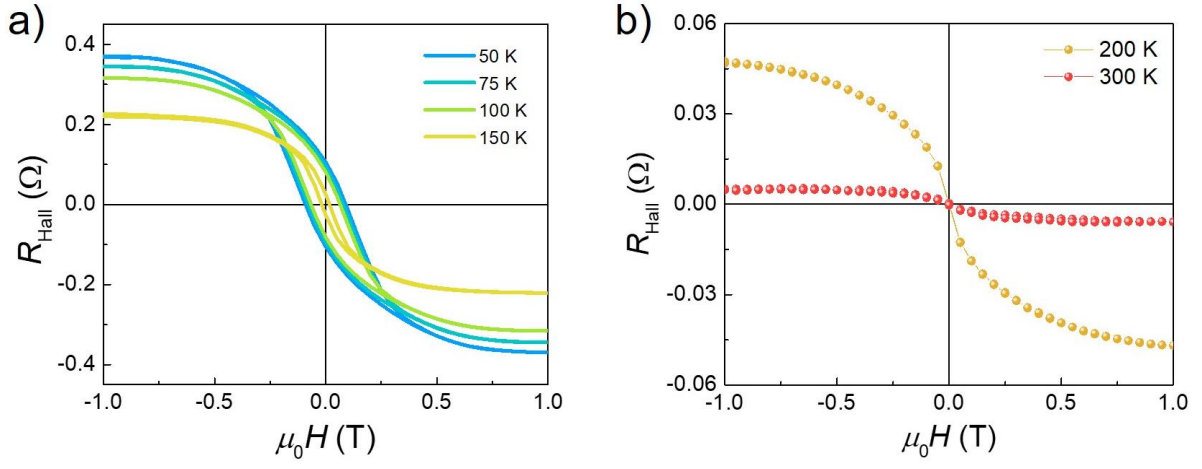 a)
0.4
0.2
0.0
-0.2
-0.4
R_Hall (Ω)
-1.0 -0.5 0.0 0.5 1.0
μ₀H (T)
50 K
75 K
100 K
150 K
b)
0.06
0.03
0.00
-0.03
-0.06
R_Hall (Ω)
-1.0 -0.5 0.0 0.5 1.0
μ₀H (T)
200 K
300 K